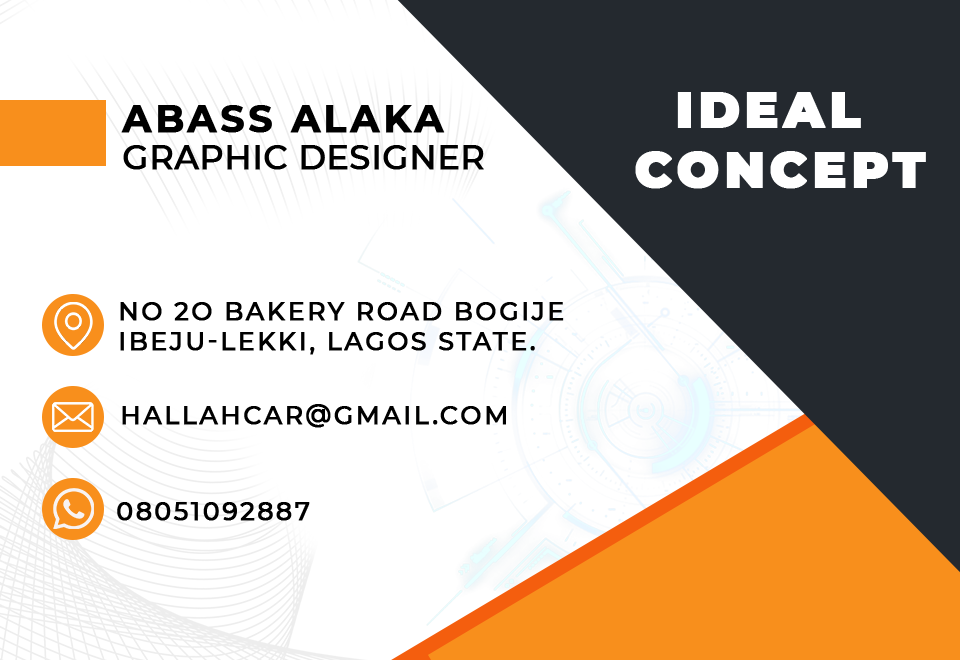 ABASS ALAKA
GRAPHIC DESIGNER
IDEAL
CONCEPT
NO 2O BAKERY ROAD BOGIJE
IBEJU-LEKKI, LAGOS STATE.
HALLAHCAR@GMAIL.COM
08051092887